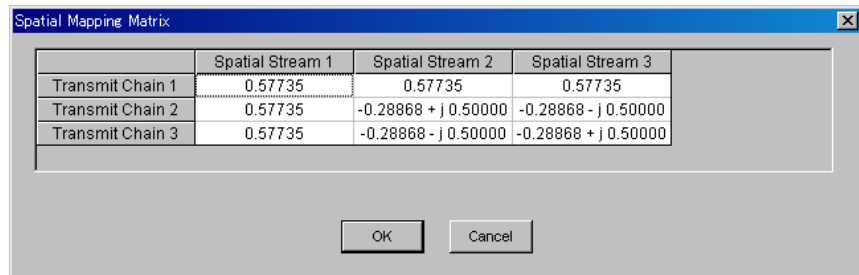 Spatial Mapping Matrix
Spatial Stream 1 Spatial Stream 2 Spatial Stream 3
Transmit Chain 1 0.57735 0.57735 0.57735
Transmit Chain 2 0.57735 -0.28868 + j 0.50000 -0.28868 - j 0.50000
Transmit Chain 3 0.57735 -0.28868 - j 0.50000 -0.28868 + j 0.50000
OK Cancel